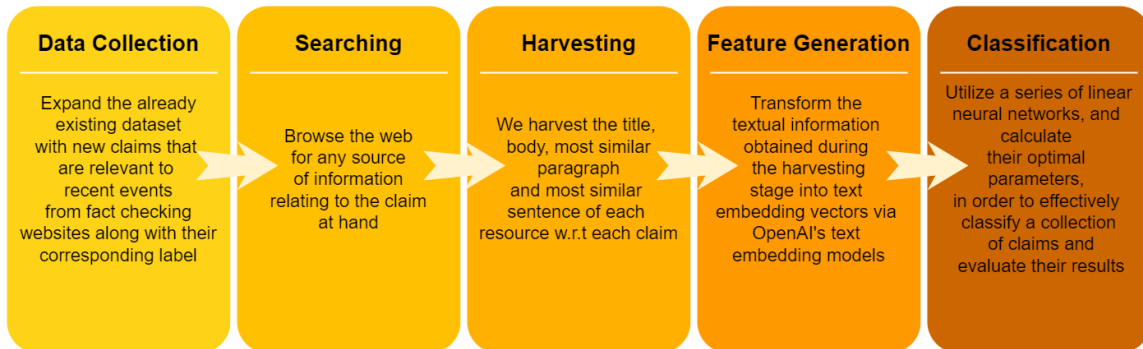 Data Collection
Expand the already
existing dataset
with new claims that
are relevant to
recent events
from fact checking
websites along with their
corresponding label
Searching
Browse the web
for any source
of information
relating to the claim
at hand
Harvesting
We harvest the title,
body, most similar
paragraph
and most similar
sentence of each
resource w.r.t each claim
Feature Generation
Transform the
textual information
obtained during
the harvesting
stage into text
embedding vectors via
OpenAI's text
embedding models
Classification
Utilize a series of linear
neural networks, and
calculate
their optimal
parameters,
in order to effectively
classify a collection
of claims and
evaluate their results